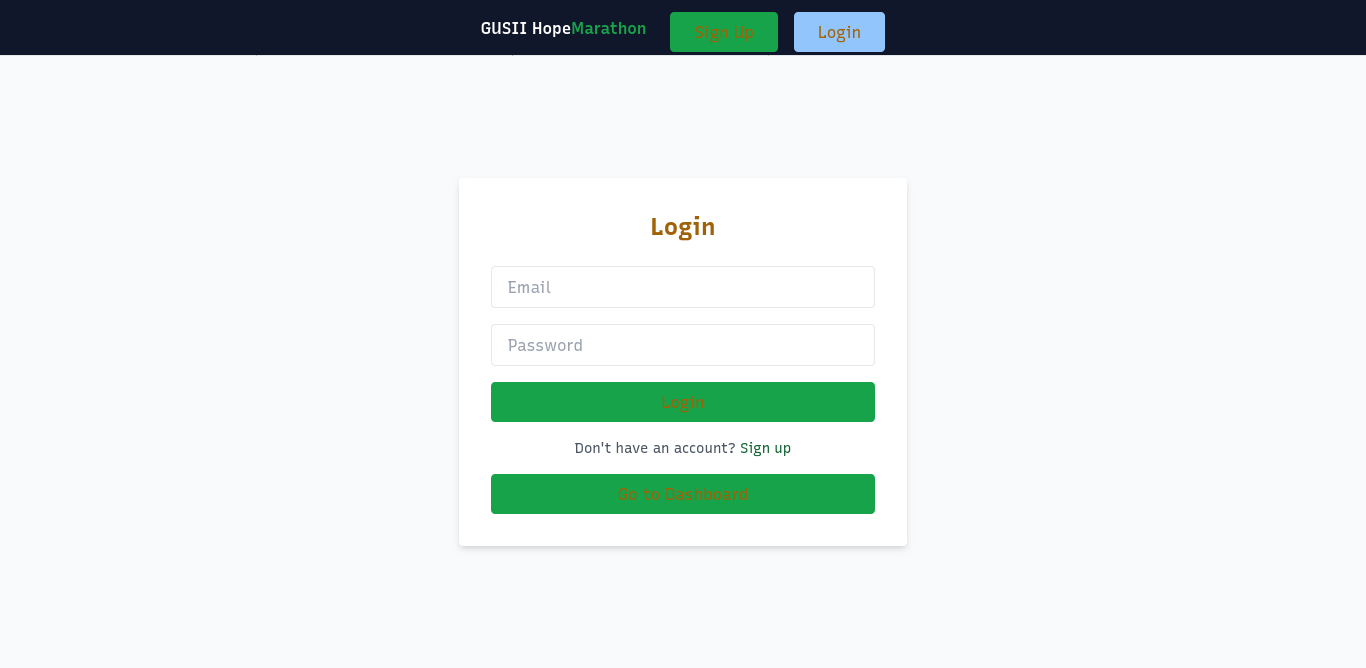 GUSII HopeMarathon Sign Up Login
Login
Email
Password
Login
Don't have an account? Sign up
Go to Dashboard